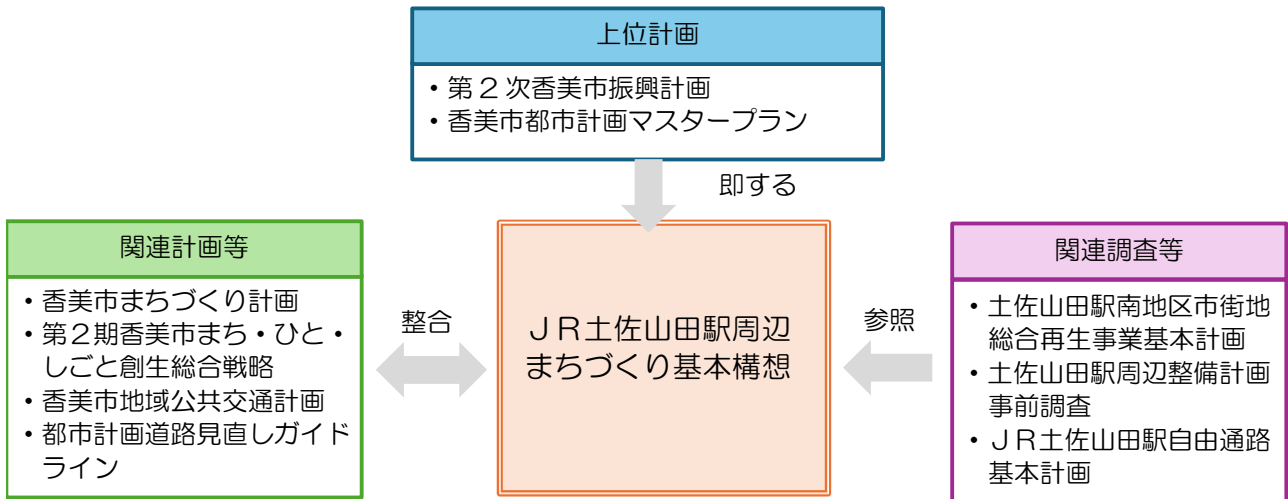 上位計画
・第２次香美市振興計画
・香美市都市計画マスタープラン
即する
関連計画等
・香美市まちづくり計画
・第２期香美市まち・ひと・
しごと創生総合戦略
・香美市地域公共交通計画
・都市計画道路見直しガイド
ライン
整合
ＪＲ土佐山田駅周辺
まちづくり基本構想
参照
関連調査等
・土佐山田駅南地区市街地
総合再生事業基本計画
・土佐山田駅周辺整備計画
事前調査
・ＪＲ土佐山田駅自由通路
基本計画